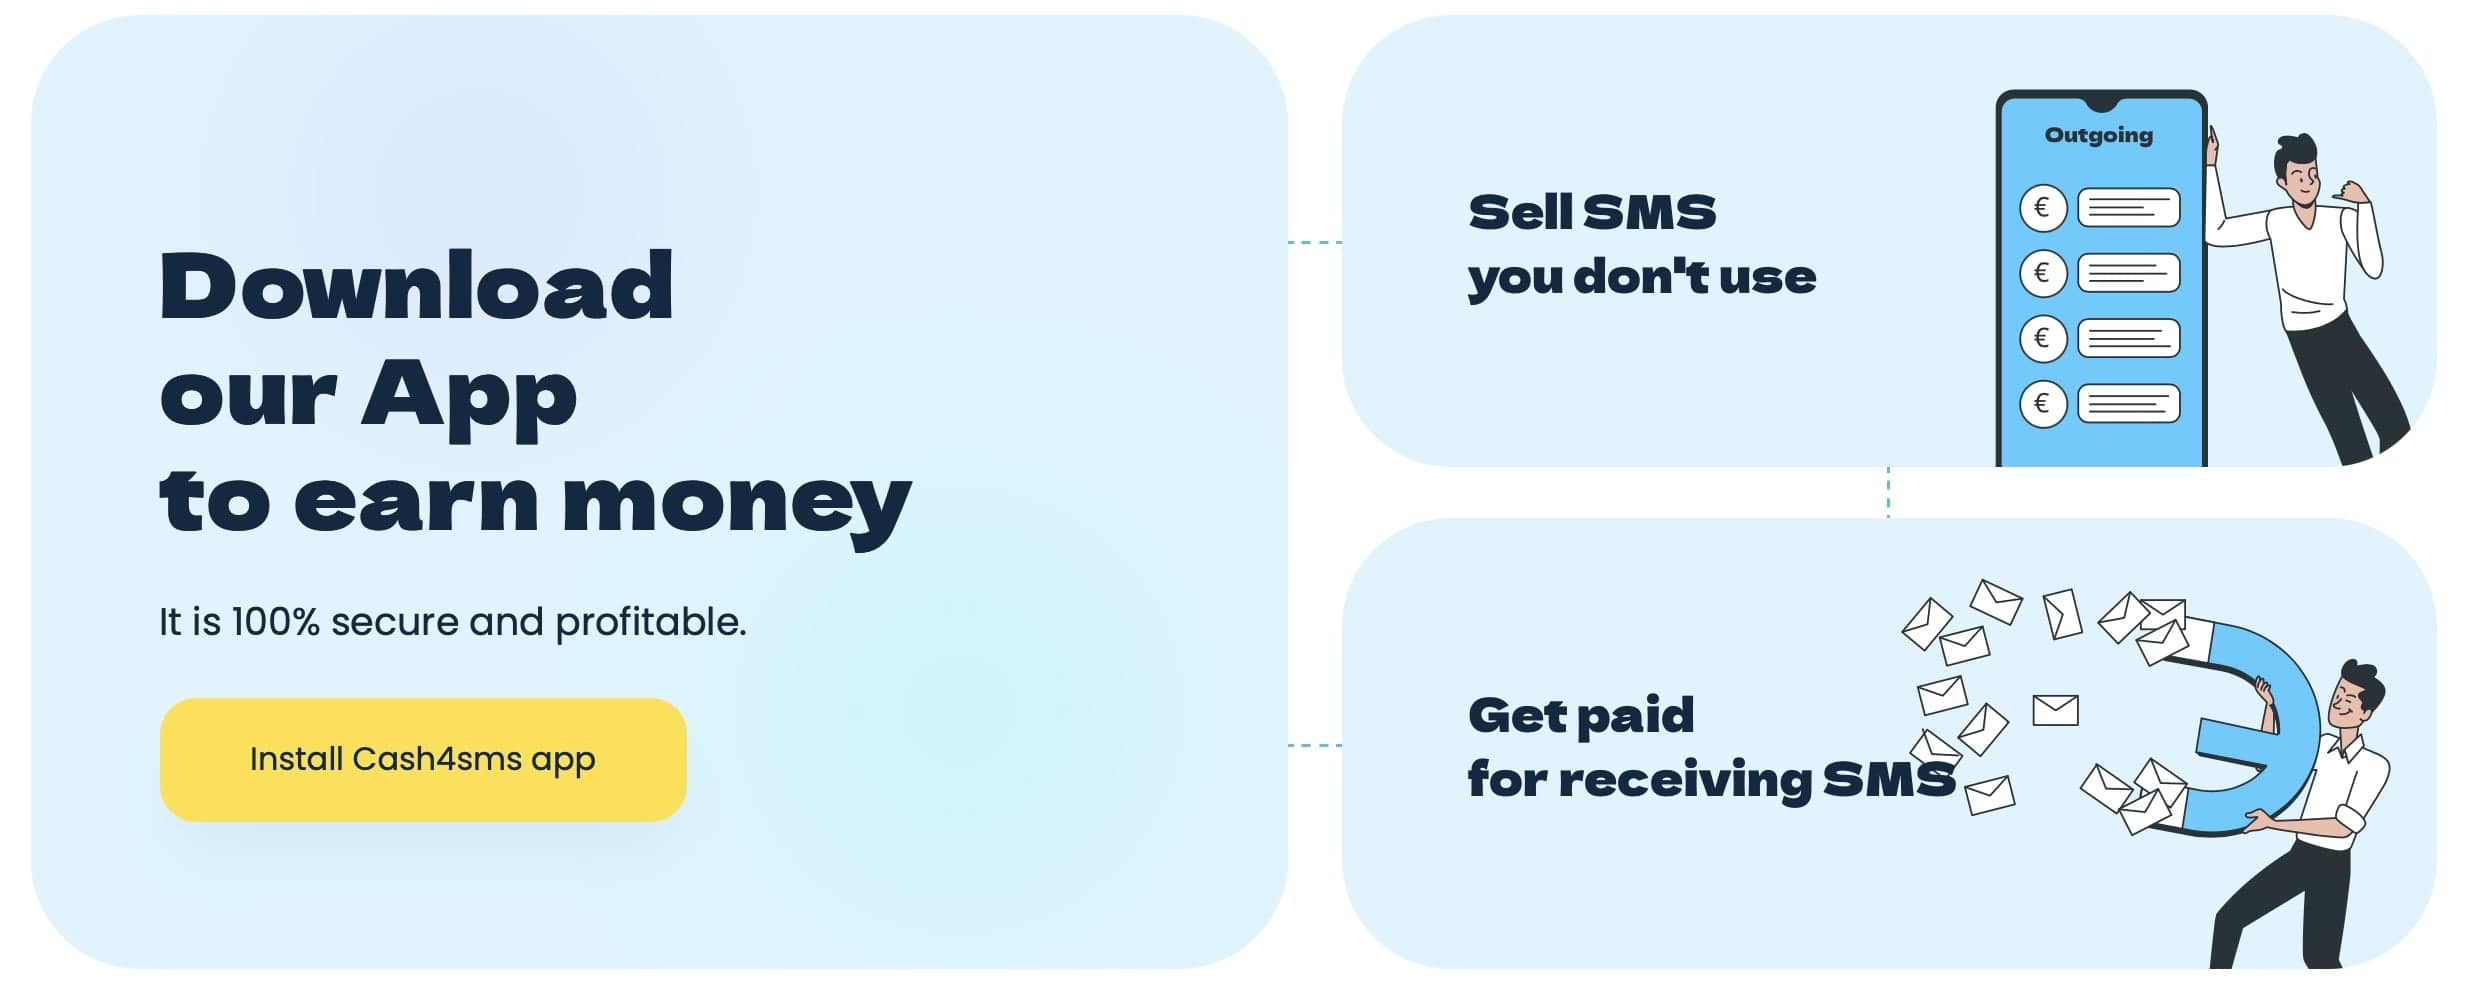 Download
our App
to earn money
It is 100% secure and profitable.
Install Cash4sms app
Sell SMS
you don't use
Outgoing
€
€
€
€
Get paid
for receiving SMS